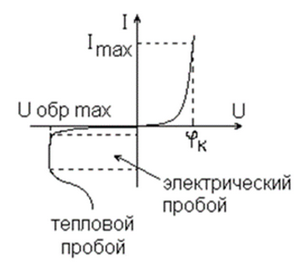 I
I max
U обр max
U
φк
электрический
пробой
тепловой
пробой